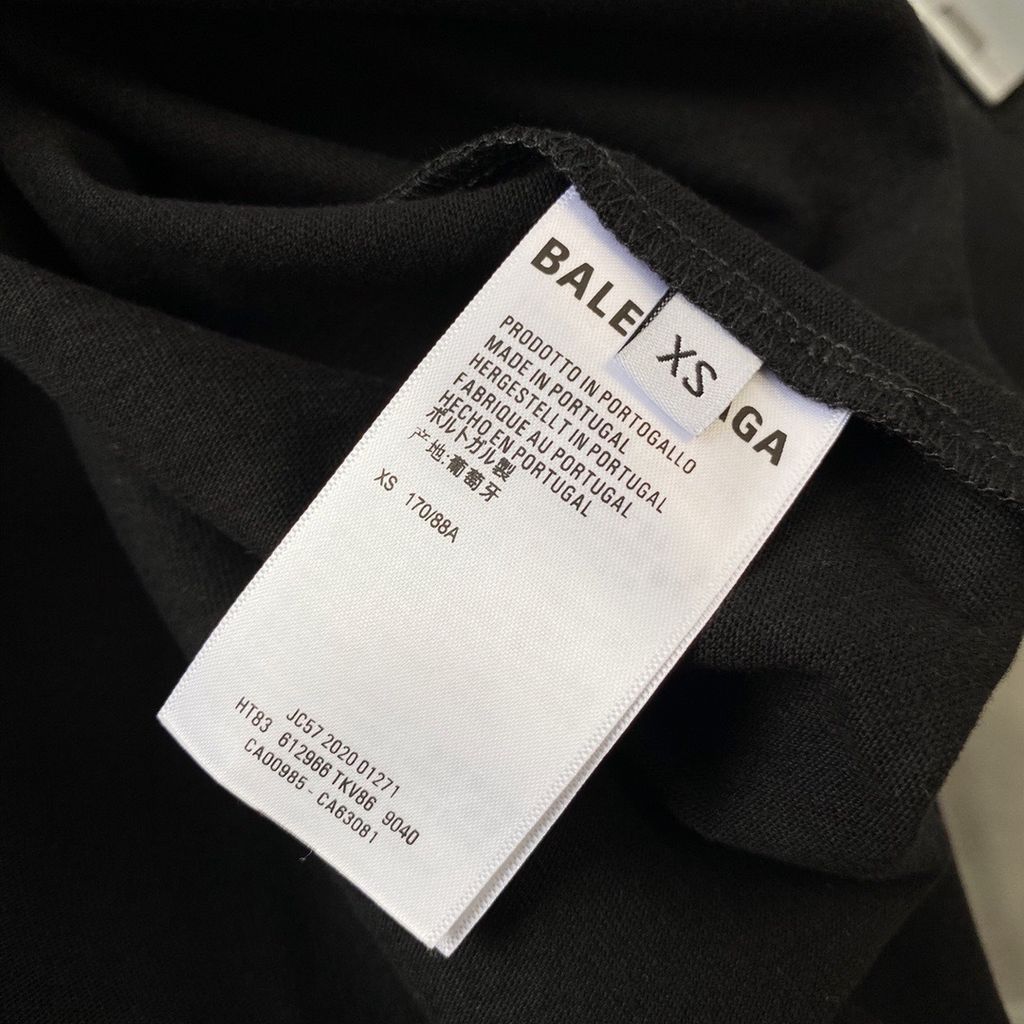 BALE GA
XS
PRODOTTO IN PORTOGALLO
MADE IN PORTUGAL
HERGESTELLT IN PORTUGAL
FABRIQUE AU PORTUGAL
HECHO EN PORTUGAL
ポルトガル製
产地:葡萄牙
XS 170/88A
JC57 2020 01271
HT83 612966 TKV86 9040
CA00985 - CA63081